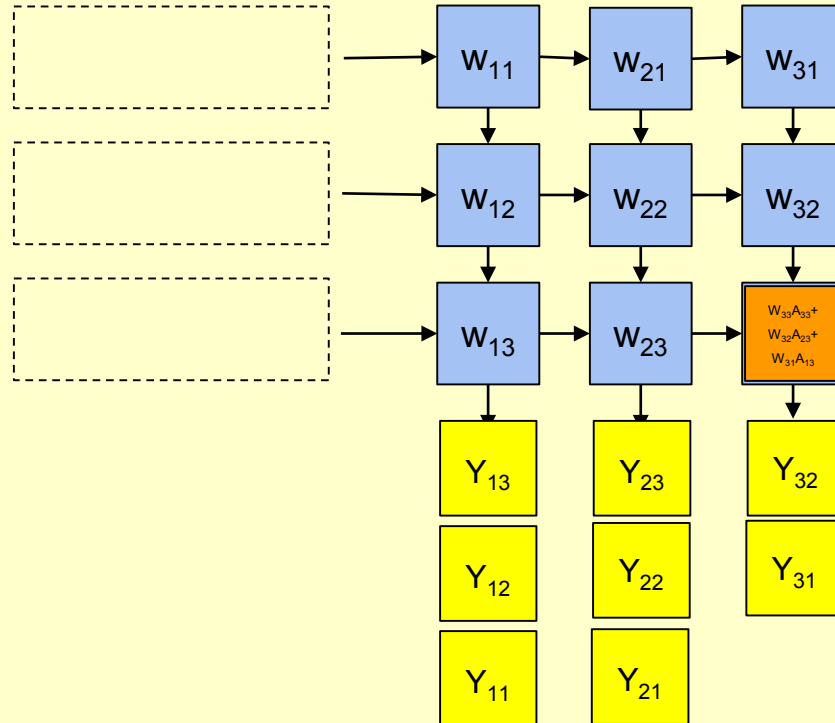 W₁₁ W₂₁ W₃₁
W₁₂ W₂₂ W₃₂
W₁₃ W₂₃
W₃₃A₃₃+
W₃₂A₂₃+
W₃₁A₁₃
Y₁₃ Y₂₃ Y₃₂
Y₁₂ Y₂₂ Y₃₁
Y₁₁ Y₂₁